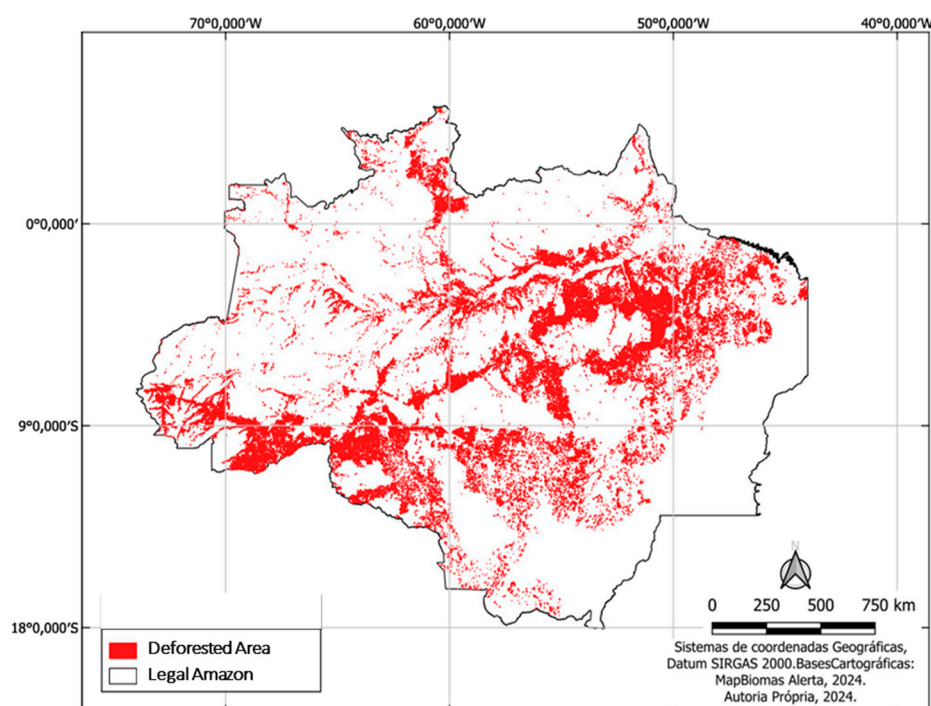 70°0,000'W 60°0,000'W 50°0,000'W 40°0,000'W
0°0,000'
9°0,000'S
18°0,000'S
N
0 250 500 750 km
Deforested Area
Legal Amazon
Sistemas de coordenadas Geográficas,
Datum SIRGAS 2000.BasesCartográficas:
MapBiomas Alerta, 2024.
Autoria Própria, 2024.